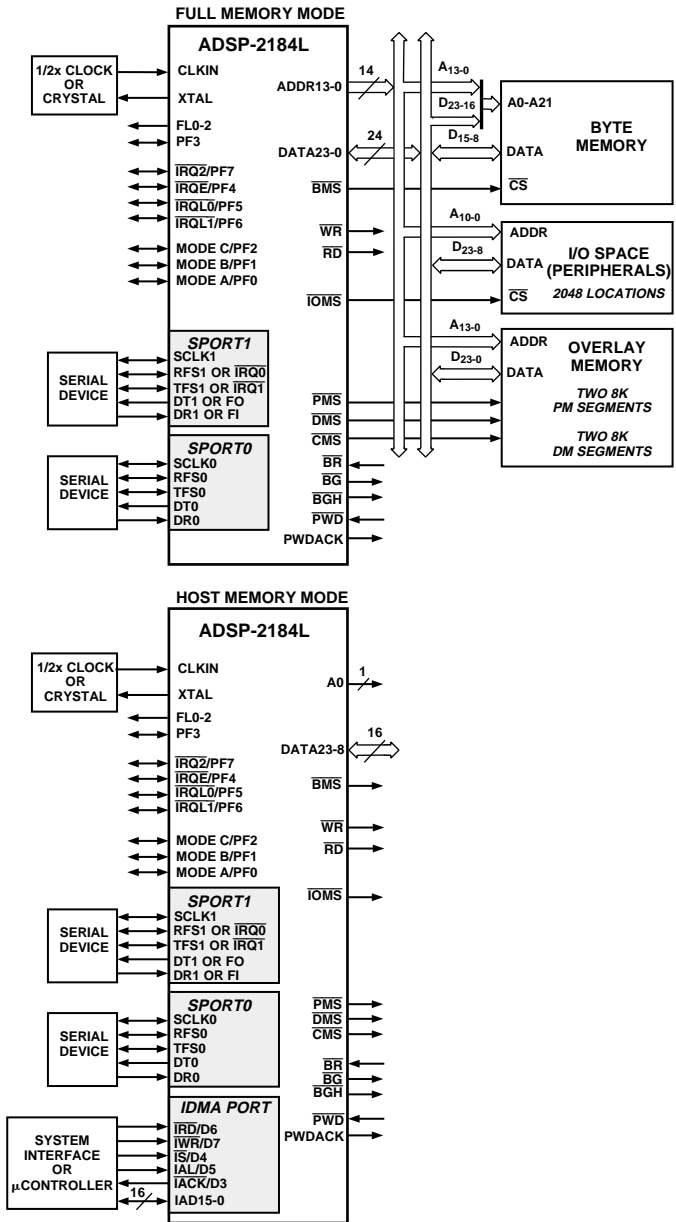 FULL MEMORY MODE
ADSP-2184L
1/2x CLOCK
OR
CRYSTAL
CLKIN
XTAL
FL0-2
PF3
IRQ2/PF7
IRQE/PF4
IRQL0/PF5
IRQL1/PF6
MODE C/PF2
MODE B/PF1
MODE A/PF0
SERIAL
DEVICE
SPORT1
SCLK1
RFS1 OR IRQ0
TFS1 OR IRQ1
DT1 OR FO
DR1 OR FI
SERIAL
DEVICE
SPORT0
SCLK0
RFS0
TFS0
DT0
DR0
ADDR13-0
14
DATA23-0
24
BMS
WR
RD
IOMS
PMS
DMS
CMS
BR
BG
BGH
PWD
PWDACK
A13-0
D23-16
D15-8
A0-A21
DATA
CS
BYTE
MEMORY
A10-0
D23-8
ADDR
DATA
CS
I/O SPACE
(PERIPHERALS)
2048 LOCATIONS
A13-0
D23-0
ADDR
DATA
OVERLAY
MEMORY
TWO 8K
PM SEGMENTS
TWO 8K
DM SEGMENTS
HOST MEMORY MODE
ADSP-2184L
1/2x CLOCK
OR
CRYSTAL
CLKIN
XTAL
FL0-2
PF3
IRQ2/PF7
IRQE/PF4
IRQL0/PF5
IRQL1/PF6
MODE C/PF2
MODE B/PF1
MODE A/PF0
SERIAL
DEVICE
SPORT1
SCLK1
RFS1 OR IRQ0
TFS1 OR IRQ1
DT1 OR FO
DR1 OR FI
SERIAL
DEVICE
SPORT0
SCLK0
RFS0
TFS0
DT0
DR0
SYSTEM
INTERFACE
OR
µCONTROLLER
16
IDMA PORT
IRD/D6
IWR/D7
IS/D4
IAL/D5
IACK/D3
IAD15-0
A0
1
DATA23-8
16
BMS
WR
RD
IOMS
PMS
DMS
CMS
BR
BG
BGH
PWD
PWDACK